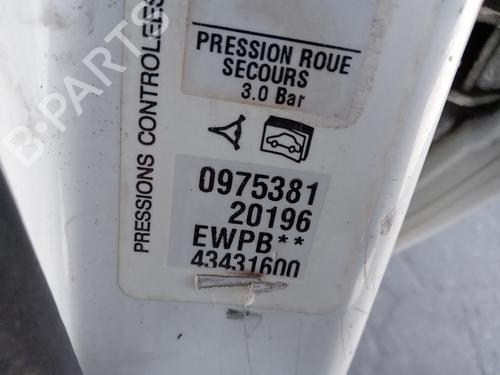 PRESSION ROUE
SECOURS
3.0 Bar
PRESSIONS CONTROLEES
0975381
20196
EWPB**
43431600
B-PARTS